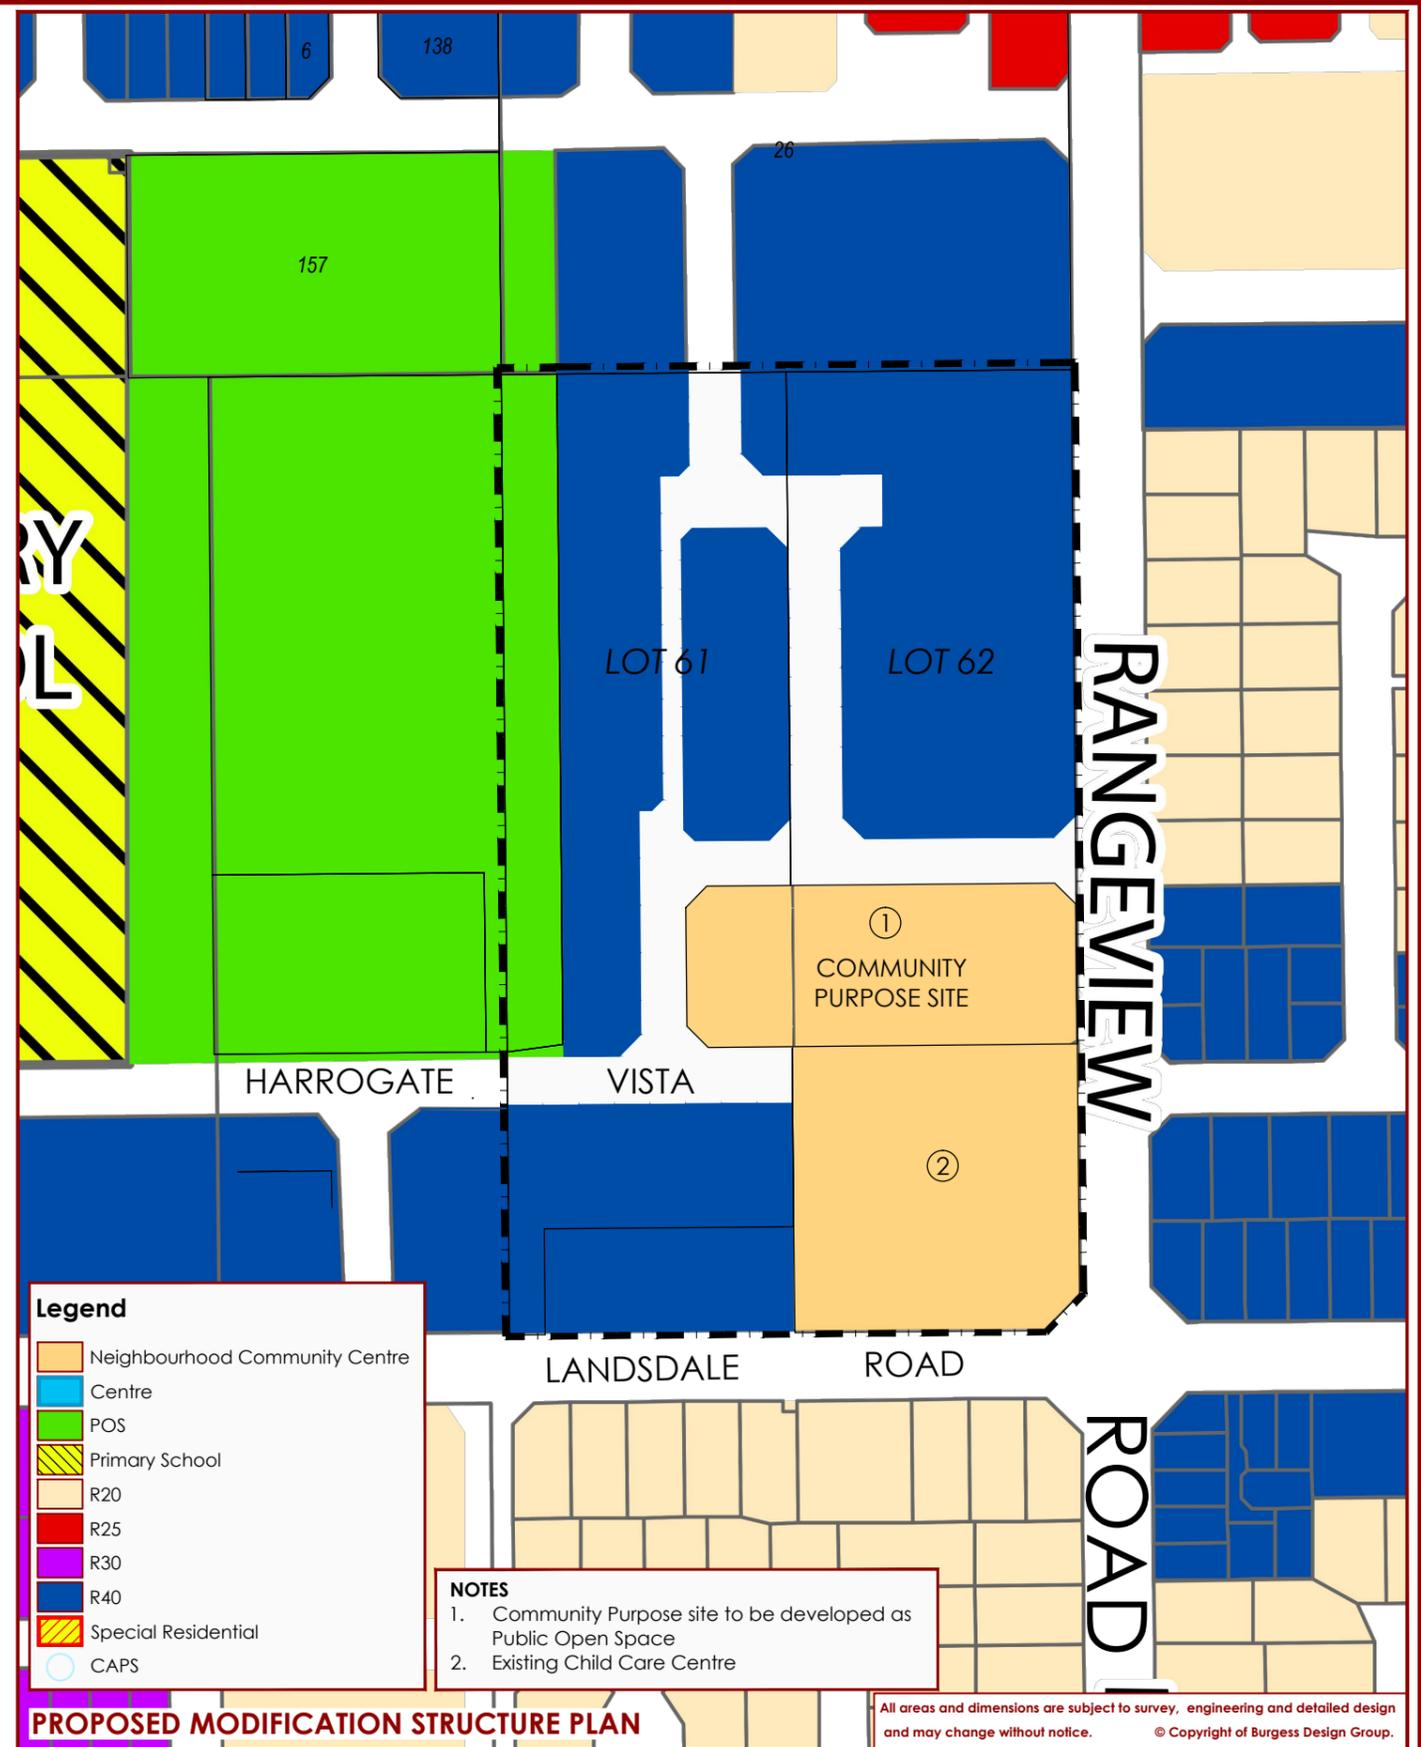 6
138
26
157
RY
OL
LOT 61
LOT 62
RANGEVIEW
1
COMMUNITY
PURPOSE SITE
HARROGATE
VISTA
2
LANDSDALE
ROAD
ROAD
Legend
Neighbourhood Community Centre
Centre
POS
Primary School
R20
R25
R30
R40
Special Residential
CAPS
NOTES
1. Community Purpose site to be developed as
Public Open Space
2. Existing Child Care Centre
PROPOSED MODIFICATION STRUCTURE PLAN
All areas and dimensions are subject to survey, engineering and detailed design
and may change without notice. © Copyright of Burgess Design Group.